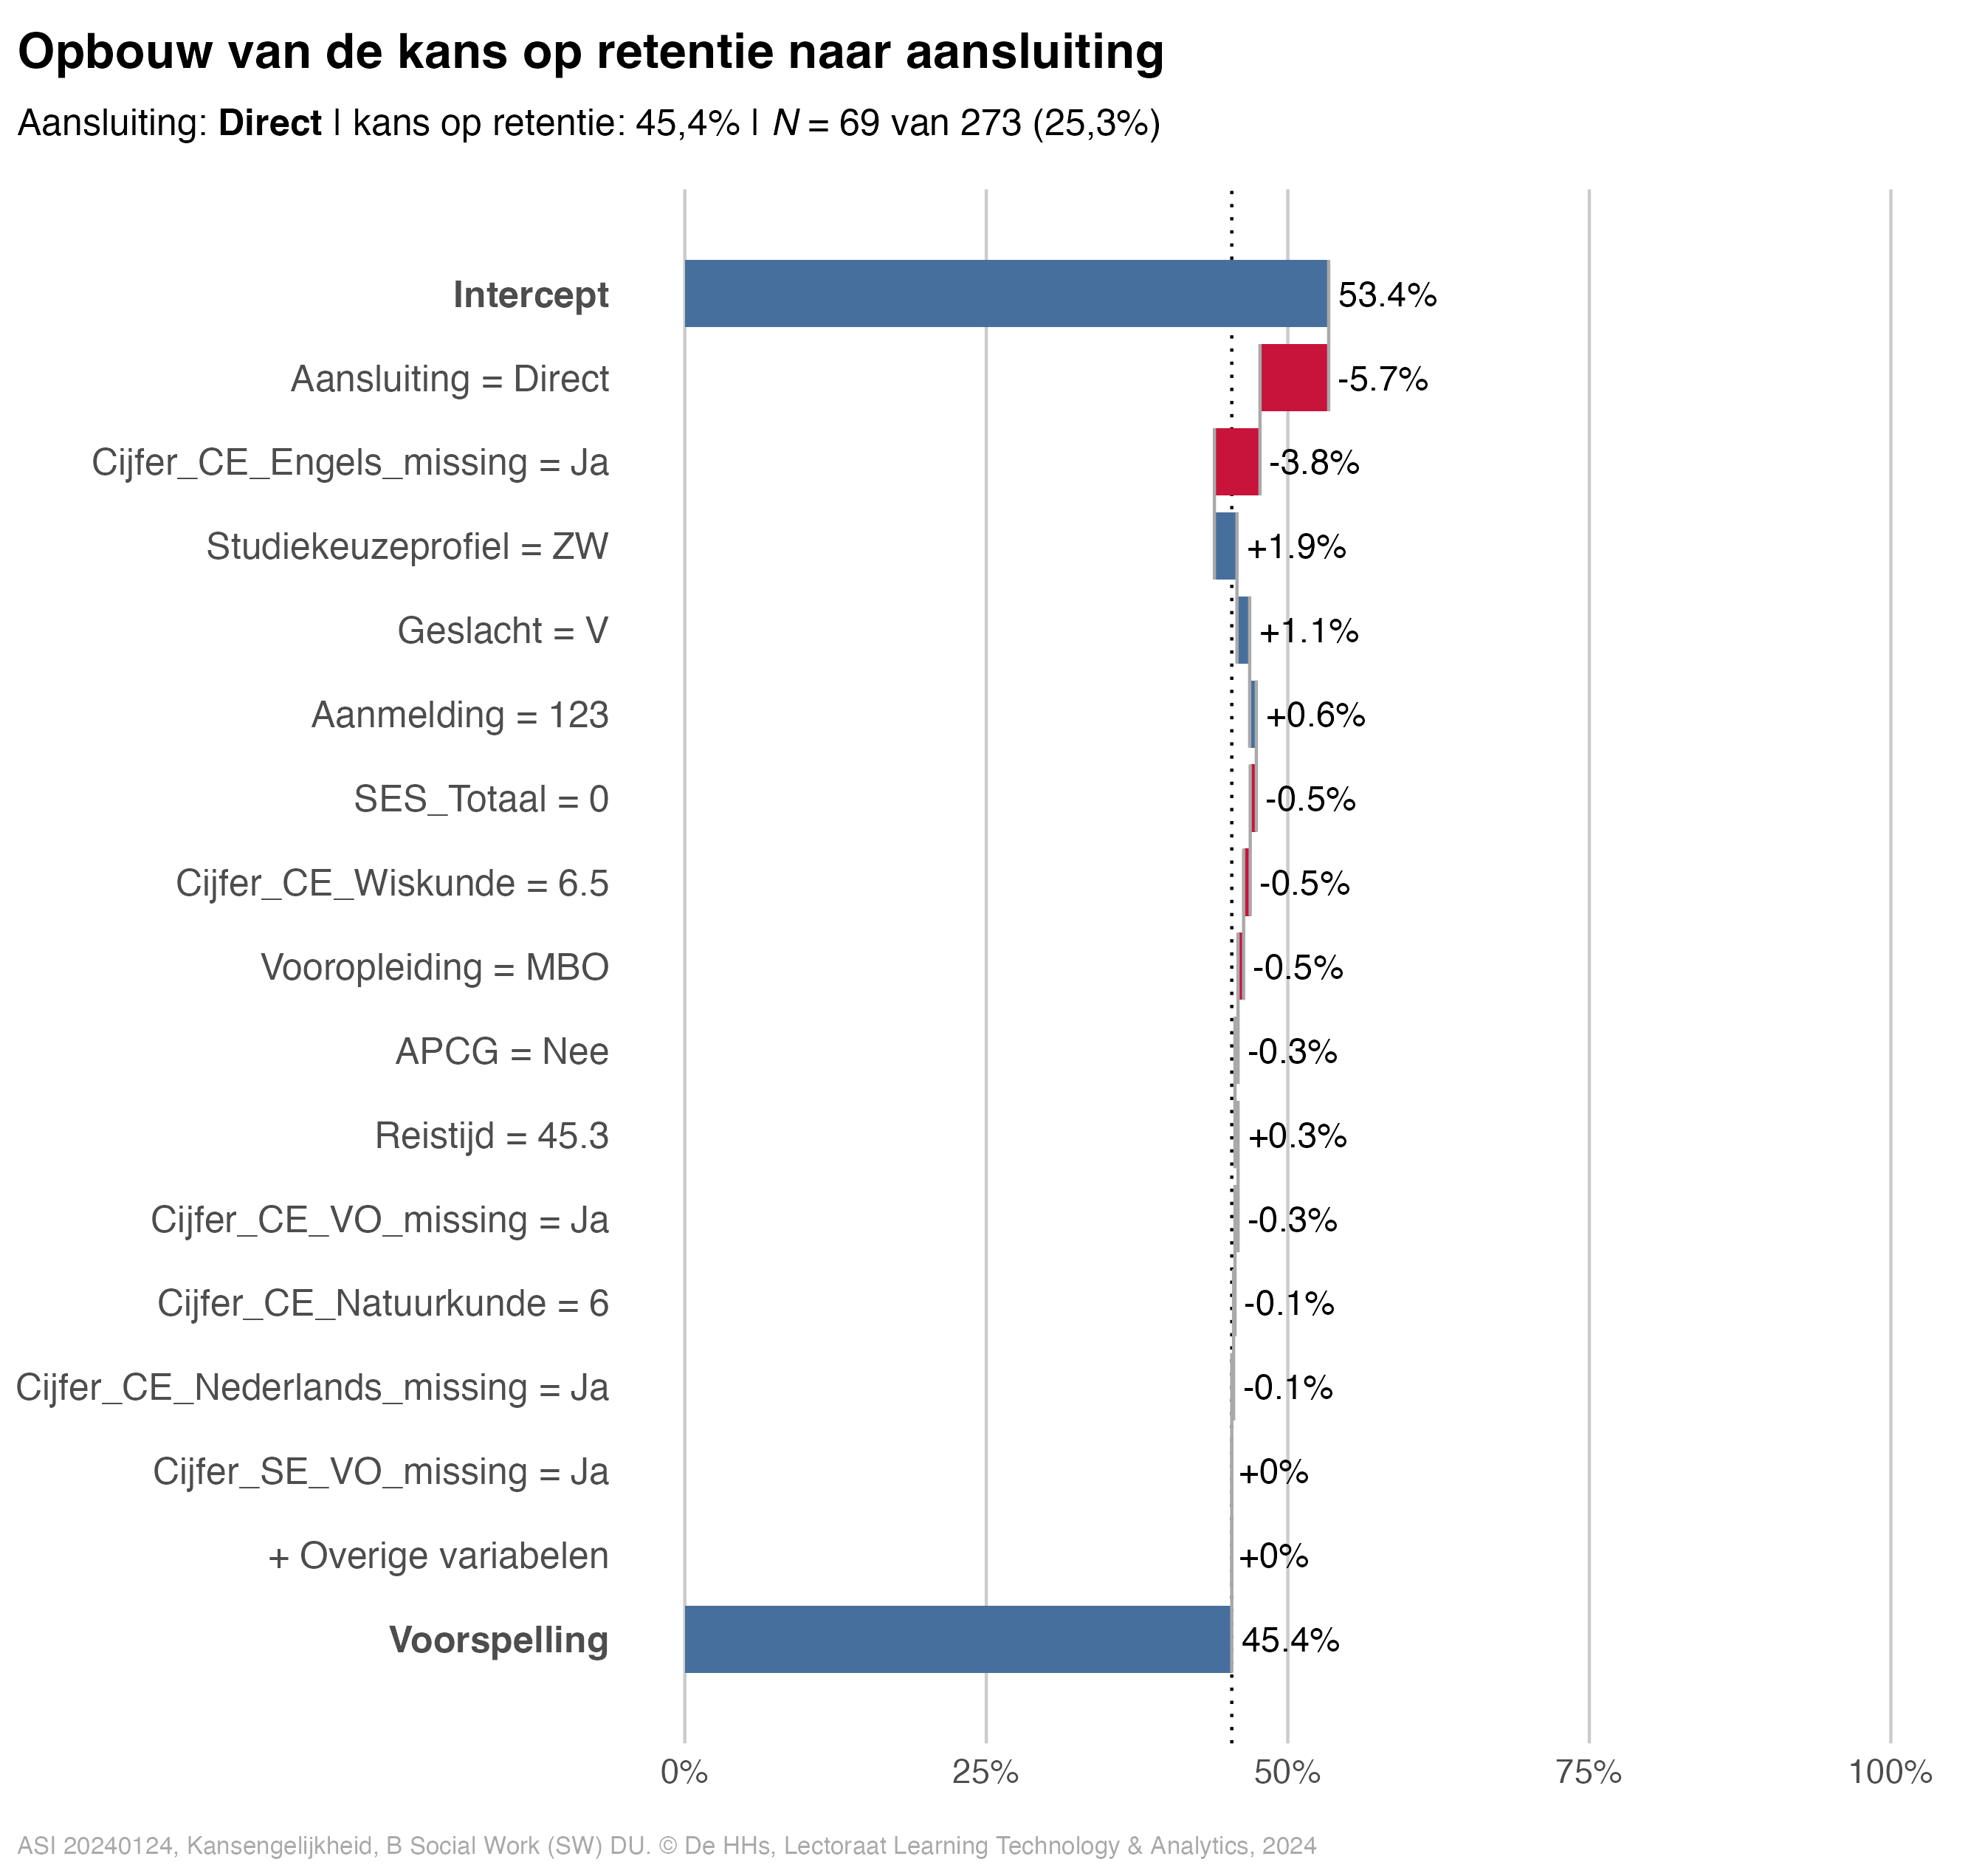 Opbouw van de kans op retentie naar aansluiting
Aansluiting: Direct | kans op retentie: 45,4% | N = 69 van 273 (25,3%)
Intercept 53.4%
Aansluiting = Direct -5.7%
Cijfer_CE_Engels_missing = Ja -3.8%
Studiekeuzeprofiel = ZW +1.9%
Geslacht = V +1.1%
Aanmelding = 123 +0.6%
SES_Totaal = 0 -0.5%
Cijfer_CE_Wiskunde = 6.5 -0.5%
Vooropleiding = MBO -0.5%
APCG = Nee -0.3%
Reistijd = 45.3 +0.3%
Cijfer_CE_VO_missing = Ja -0.3%
Cijfer_CE_Natuurkunde = 6 -0.1%
Cijfer_CE_Nederlands_missing = Ja -0.1%
Cijfer_SE_VO_missing = Ja +0%
+ Overige variabelen +0%
Voorspelling 45.4%
0% 25% 50% 75% 100%
ASI 20240124, Kansengelijkheid, B Social Work (SW) DU. © De HHs, Lectoraat Learning Technology & Analytics, 2024